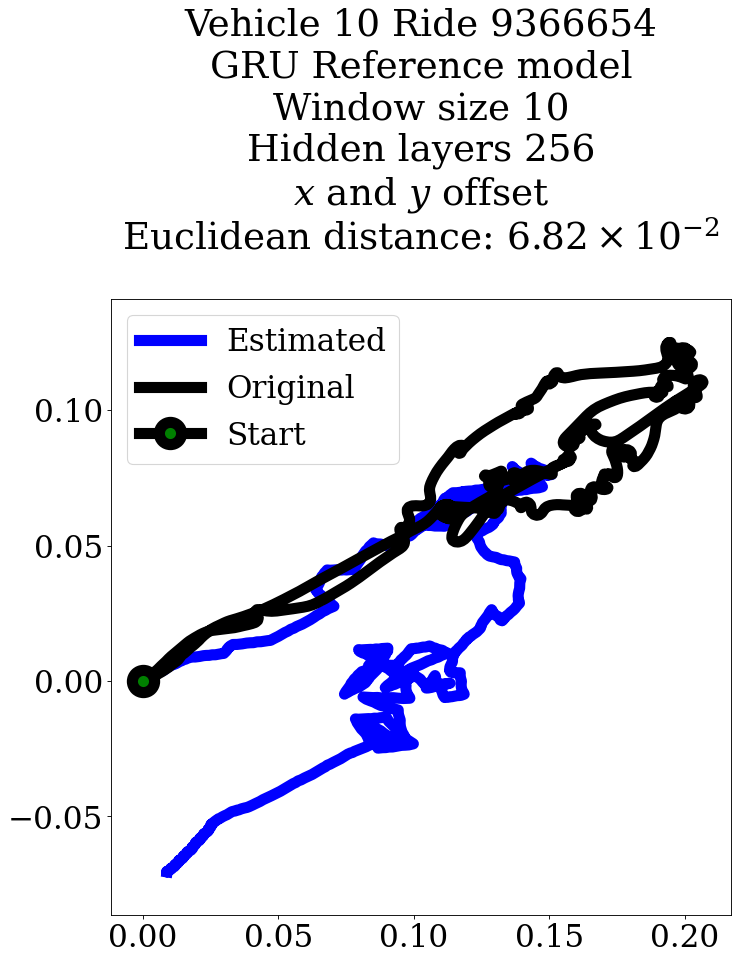 Vehicle 10 Ride 9366654
GRU Reference model
Window size 10
Hidden layers 256
x and y offset
Euclidean distance: 6.82 × 10⁻²
Estimated
Original
Start
0.10
0.05
0.00
−0.05
0.00 0.05 0.10 0.15 0.20